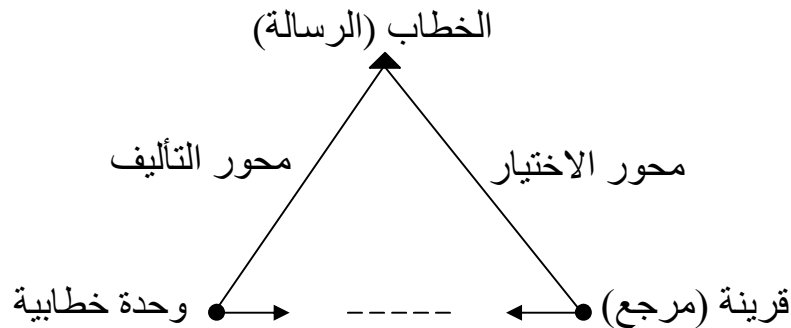 الخطاب (الرسالة)
محور الاختيار
محور التأليف
قرينة (مرجع)
وحدة خطابية